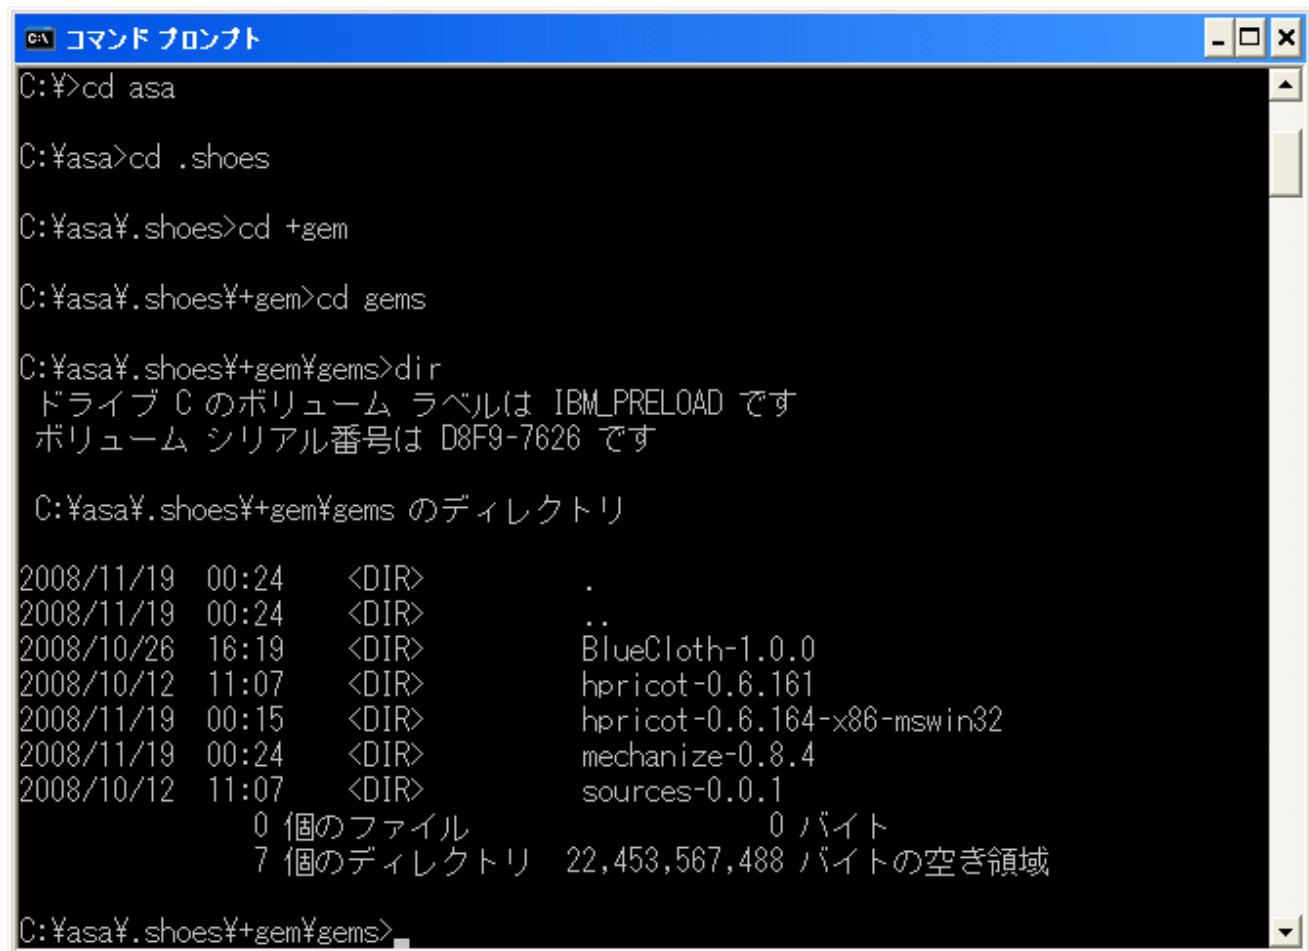 コマンド プロンプト
C:¥>cd asa
C:¥asa>cd .shoes
C:¥asa¥.shoes>cd +gem
C:¥asa¥.shoes¥+gem>cd gems
C:¥asa¥.shoes¥+gem¥gems>dir
ドライブ C のボリューム ラベルは IBM_PRELOAD です
ボリューム シリアル番号は D8F9-7626 です
C:¥asa¥.shoes¥+gem¥gems のディレクトリ
2008/11/19 00:24 <DIR> .
2008/11/19 00:24 <DIR> ..
2008/10/26 16:19 <DIR> BlueCloth-1.0.0
2008/10/12 11:07 <DIR> hpricot-0.6.161
2008/11/19 00:15 <DIR> hpricot-0.6.164-x86-mswin32
2008/11/19 00:24 <DIR> mechanize-0.8.4
2008/10/12 11:07 <DIR> sources-0.0.1
0 個のファイル 0 バイト
7 個のディレクトリ 22,453,567,488 バイトの空き領域
C:¥asa¥.shoes¥+gem¥gems>